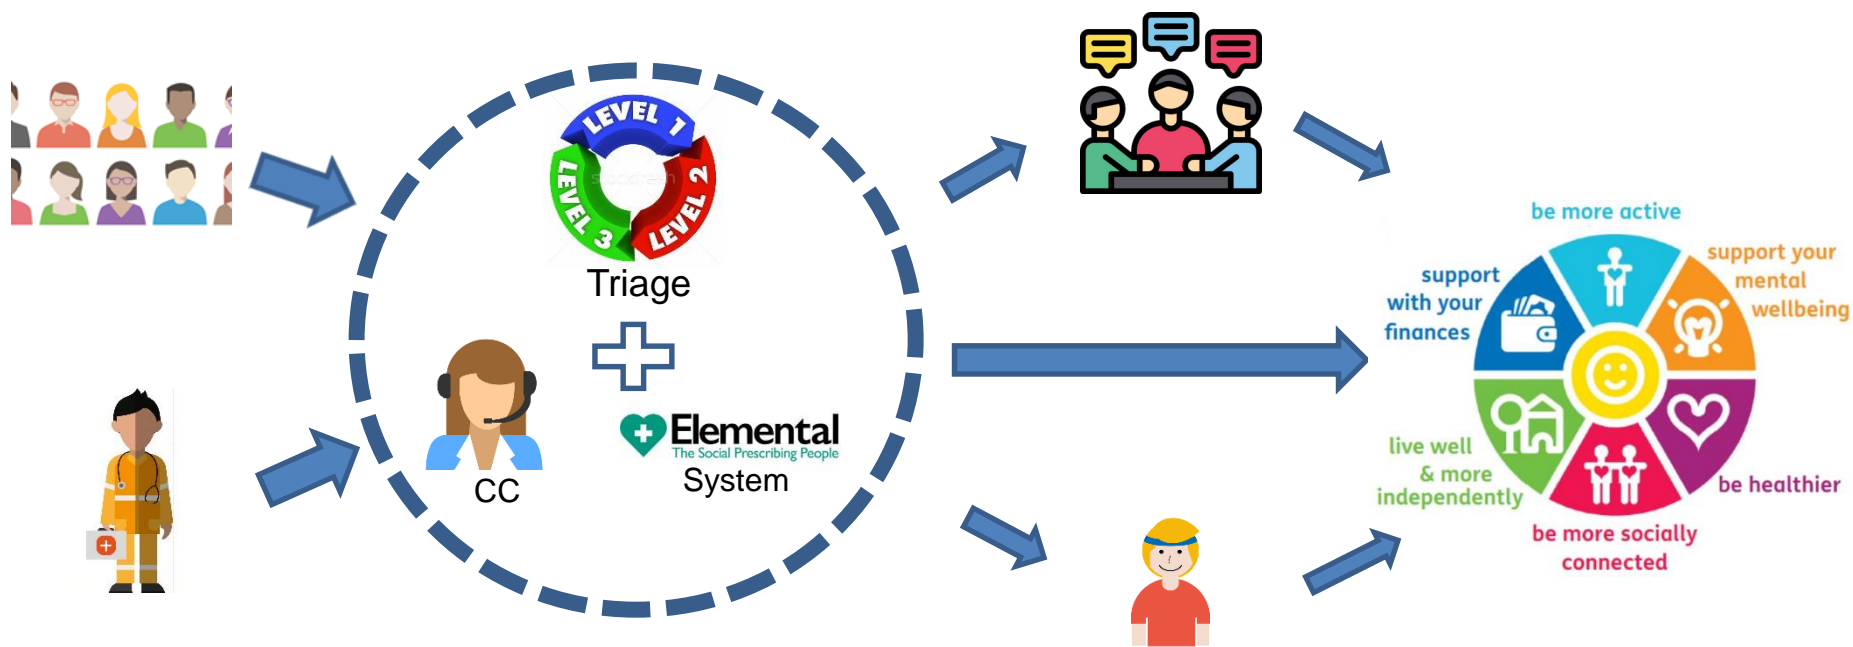 LEVEL 1
LEVEL 2
LEVEL 3
Triage
CC
Elemental
The Social Prescribing People
System
be more active
support your
mental
wellbeing
support
with your
finances
live well
& more
independently
be healthier
be more socially
connected